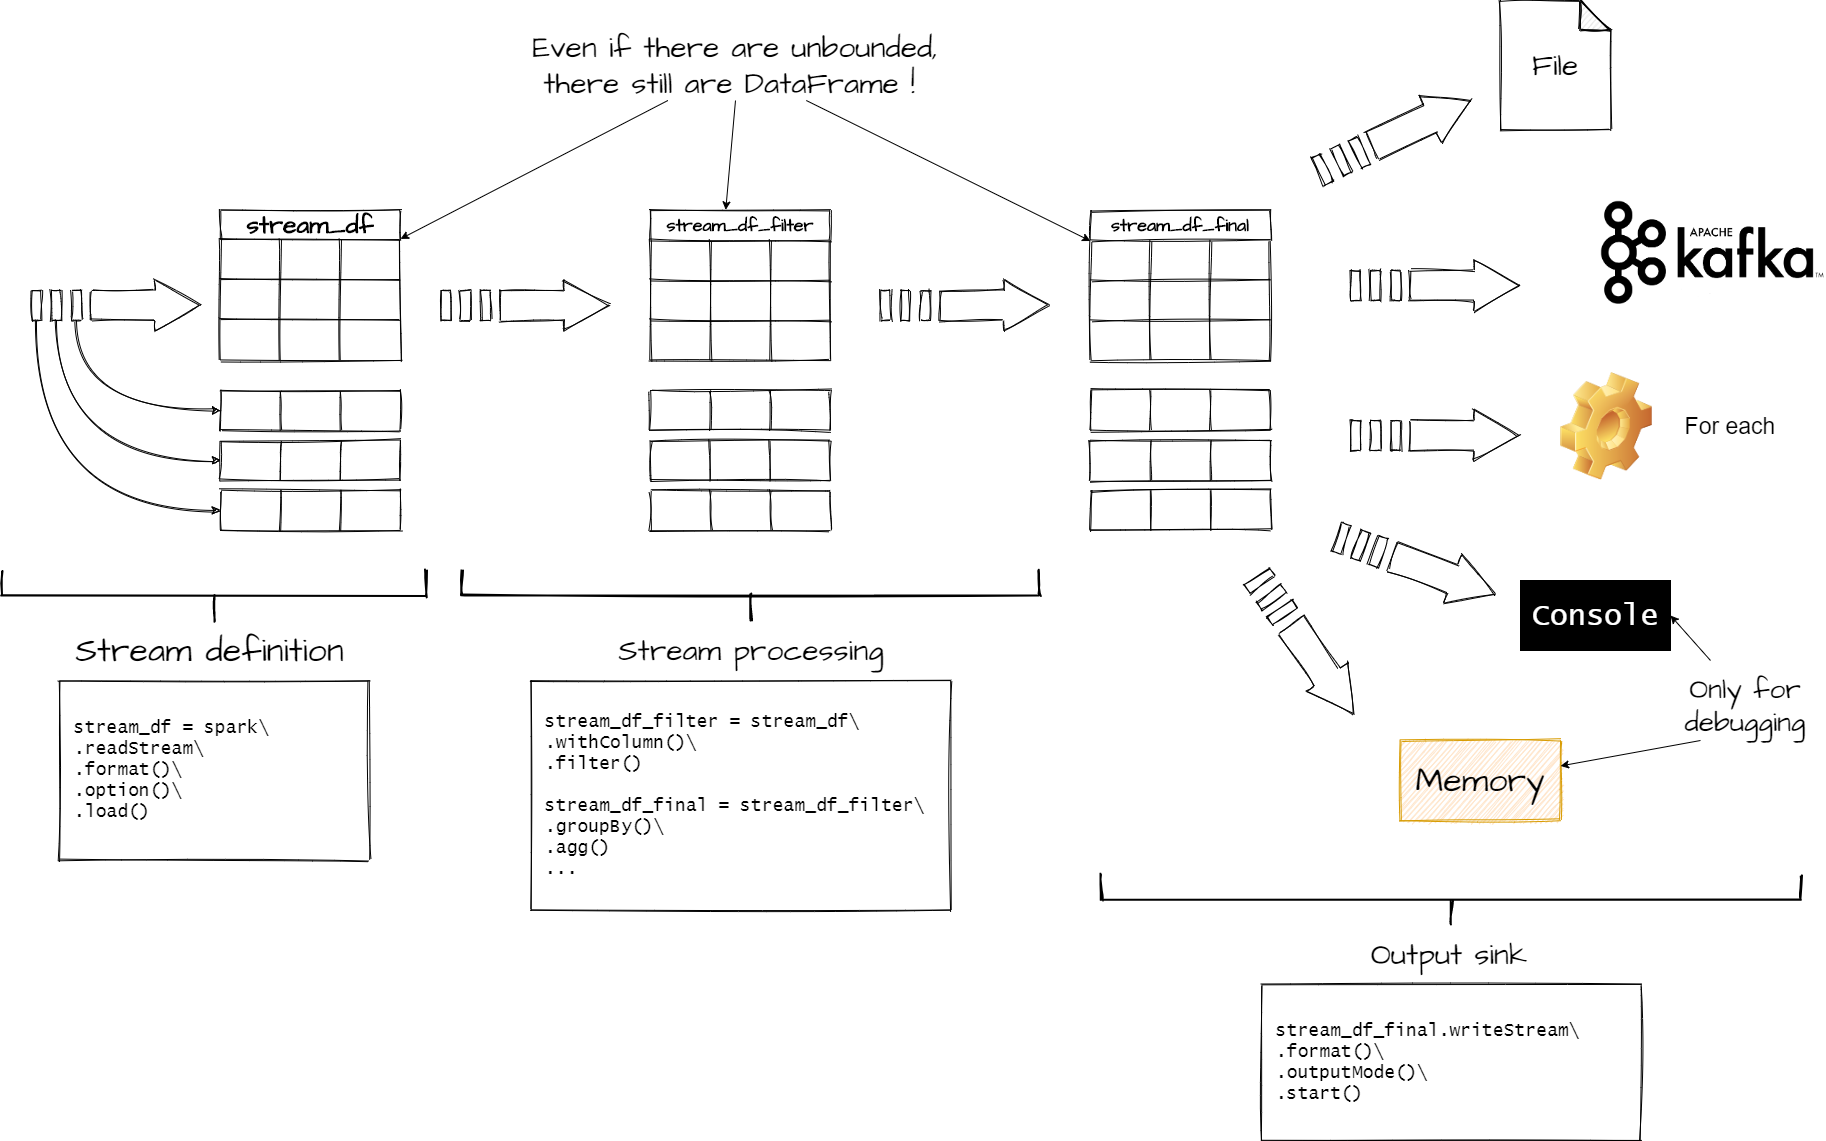 Even if there are unbounded,
there still are DataFrame !
File
stream_df
stream_df_filter
stream_df_final
APACHE
kafka
TM
For each
Console
Only for
debugging
Memory
Stream definition
stream_df = spark\
.readStream\
.format()\
.option()\
.load()
Stream processing
stream_df_filter = stream_df\
.withColumn()\
.filter()
stream_df_final = stream_df_filter\
.groupBy()\
.agg()
...
Output sink
stream_df_final.writeStream\
.format()\
.outputMode()\
.start()